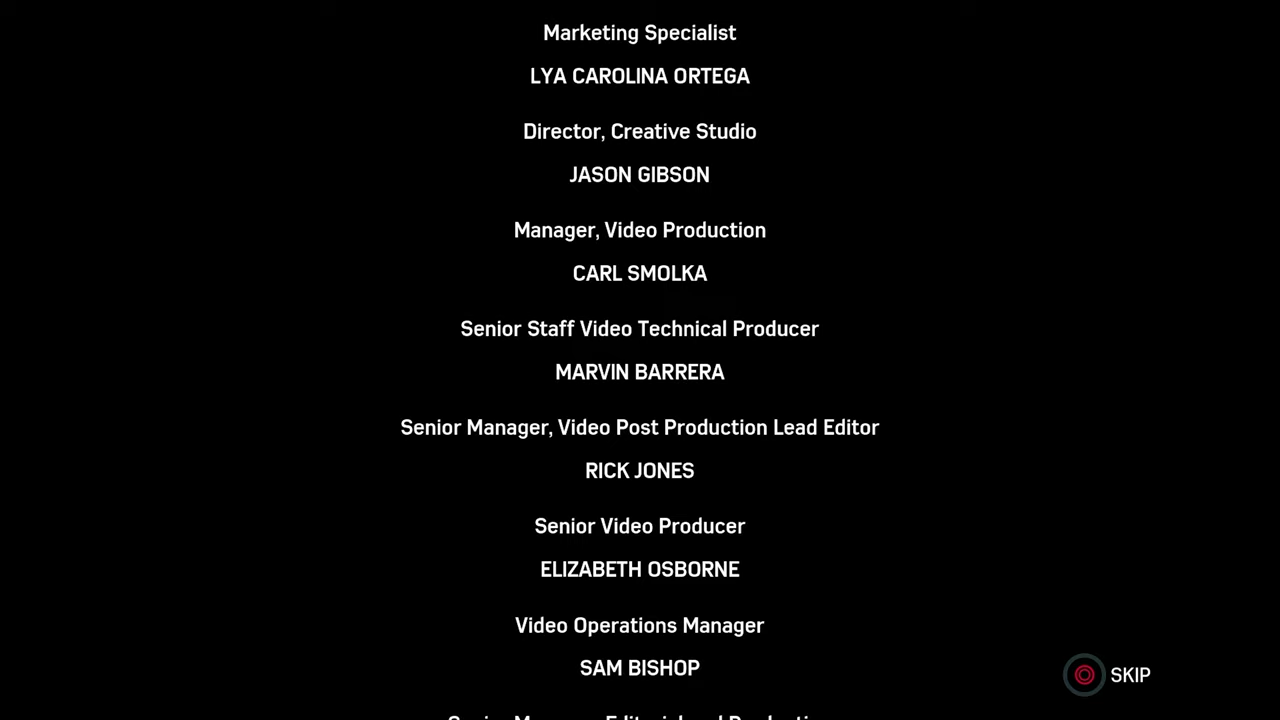 Marketing Specialist
LYA CAROLINA ORTEGA
Director, Creative Studio
JASON GIBSON
Manager, Video Production
CARL SMOLKA
Senior Staff Video Technical Producer
MARVIN BARRERA
Senior Manager, Video Post Production Lead Editor
RICK JONES
Senior Video Producer
ELIZABETH OSBORNE
Video Operations Manager
SAM BISHOP
SKIP